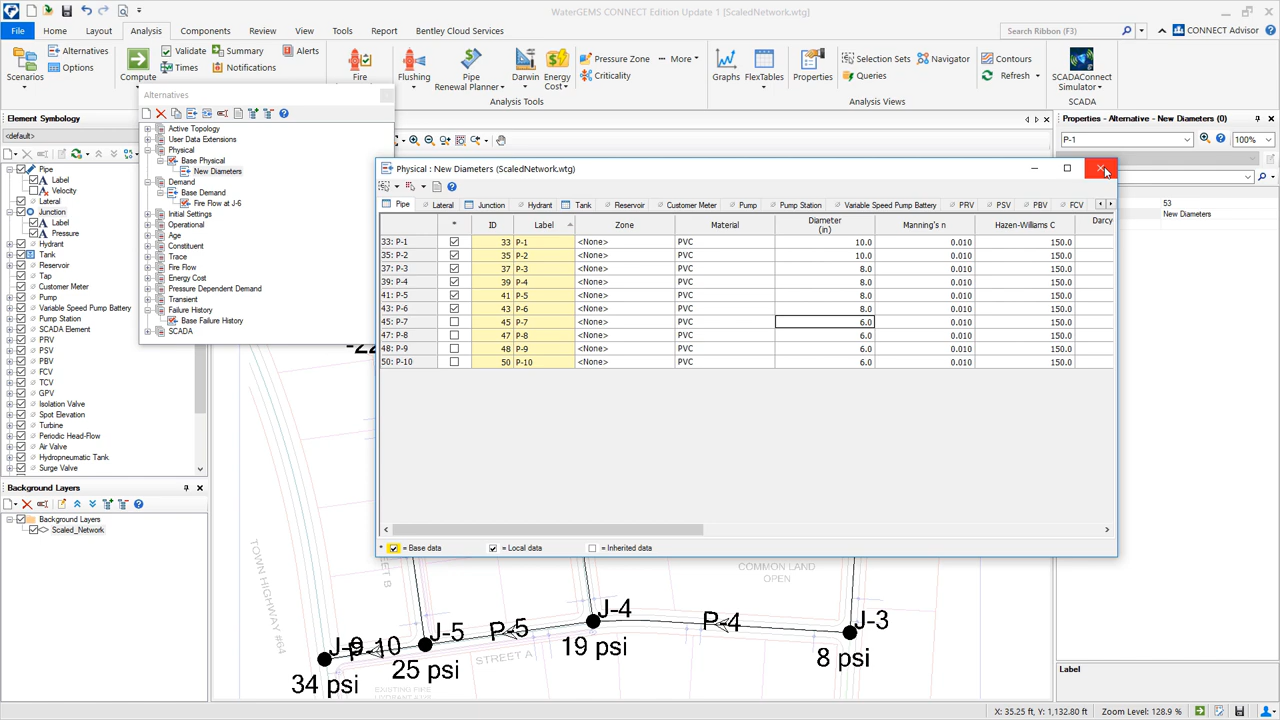 WaterGEMS CONNECT Edition Update 1 [ScaledNetwork.wtg]
File Home Layout Analysis Components Review View Tools Report Bentley Cloud Services
Search Ribbon (F3)
CONNECT Advisor
Scenarios
Alternatives
Options
Compute
Validate
Times
Summary
Notifications
Alerts
Fire
Flushing
Pipe
Renewal Planner
Darwin
Energy
Cost
Pressure Zone
Criticality
More
Analysis Tools
Graphs
FlexTables
Properties
Selection Sets
Queries
Navigator
Contours
Refresh
Analysis Views
SCADAConnect
Simulator
SCADA
Element Symbology
<default>
Pipe
Label
Velocity
Lateral
Junction
Label
Pressure
Hydrant
Tank
Reservoir
Tap
Customer Meter
Pump
Variable Speed Pump Battery
Pump Station
SCADA Element
PRV
PSV
PBV
FCV
TCV
GPV
Isolation Valve
Spot Elevation
Turbine
Periodic Head-Flow
Air Valve
Hydropneumatic Tank
Surge Valve
Background Layers
Background Layers
Scaled_Network
Alternatives
Active Topology
User Data Extensions
Physical
Base Physical
New Diameters
Demand
Base Demand
Fire Flow at J-6
Initial Settings
Operational
Age
Constituent
Trace
Fire Flow
Energy Cost
Pressure Dependent Demand
Transient
Failure History
Base Failure History
SCADA
Physical : New Diameters (ScaledNetwork.wtg)
Pipe Lateral Junction Hydrant Tank Reservoir Customer Meter Pump Pump Station Variable Speed Pump Battery PRV PSV PBV FCV
* ID Label Zone Material Diameter (in) Manning's n Hazen-Williams C Darcy
33: P-1 33 P-1 <None> PVC 10.0 0.010 150.0
35: P-2 35 P-2 <None> PVC 10.0 0.010 150.0
37: P-3 37 P-3 <None> PVC 8.0 0.010 150.0
39: P-4 39 P-4 <None> PVC 8.0 0.010 150.0
41: P-5 41 P-5 <None> PVC 8.0 0.010 150.0
43: P-6 43 P-6 <None> PVC 8.0 0.010 150.0
45: P-7 45 P-7 <None> PVC 6.0 0.010 150.0
47: P-8 47 P-8 <None> PVC 6.0 0.010 150.0
48: P-9 48 P-9 <None> PVC 6.0 0.010 150.0
50: P-10 50 P-10 <None> PVC 6.0 0.010 150.0
* = Base data = Local data = Inherited data
Properties - Alternative - New Diameters (0)
P-1
100%
53
New Diameters
Label
TOWN HIGHWAY #64
STREET B
COMMON LAND
OPEN
J-9
P-10
J-5
P-5
J-4
P-4
J-3
34 psi
25 psi
19 psi
8 psi
STREET A
EXISTING FIRE
X: 35.25 ft, Y: 1,132.80 ft Zoom Level: 128.9 %